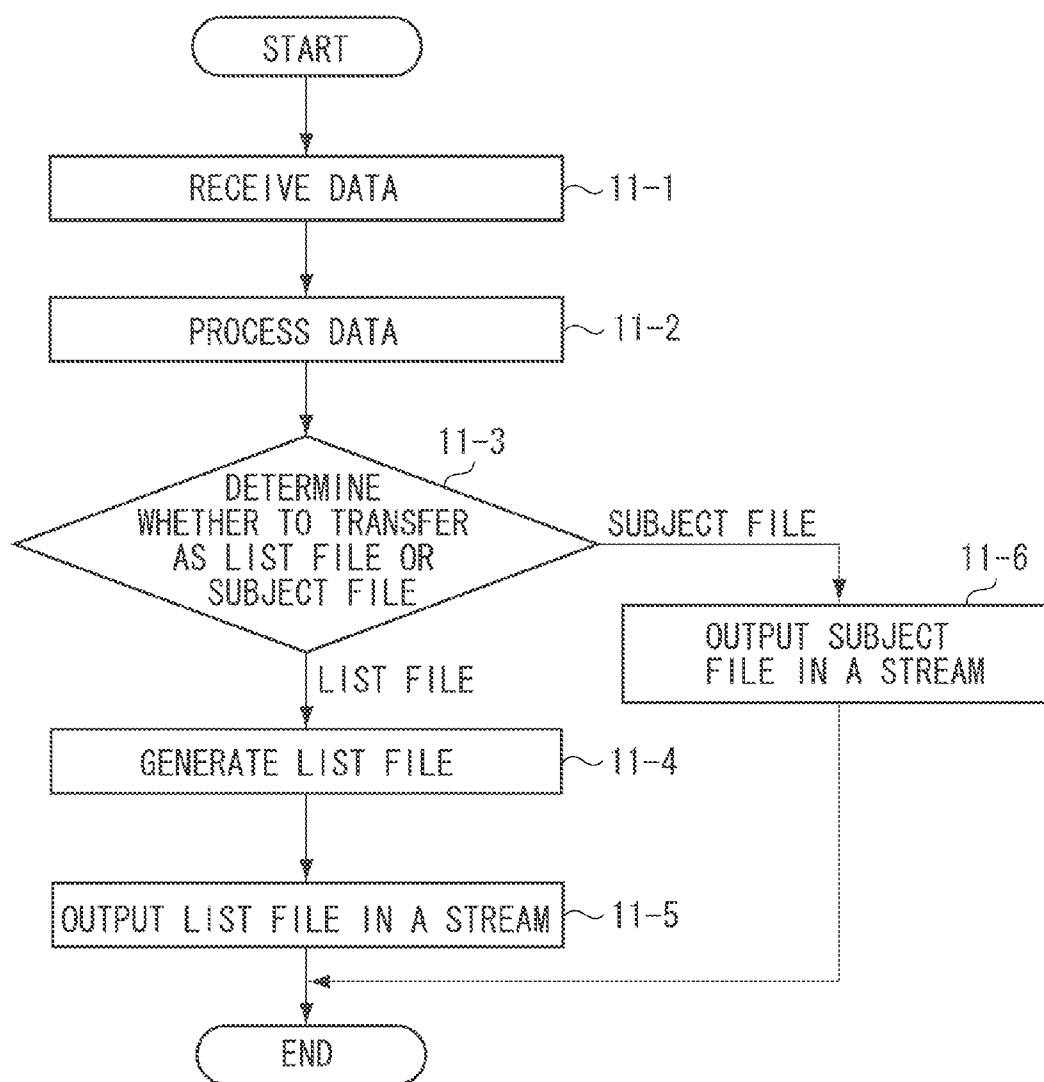 START
RECEIVE DATA
11-1
PROCESS DATA
11-2
11-3
DETERMINE
WHETHER TO TRANSFER
AS LIST FILE OR
SUBJECT FILE
SUBJECT FILE
11-6
OUTPUT SUBJECT
FILE IN A STREAM
LIST FILE
GENERATE LIST FILE
11-4
OUTPUT LIST FILE IN A STREAM
11-5
END